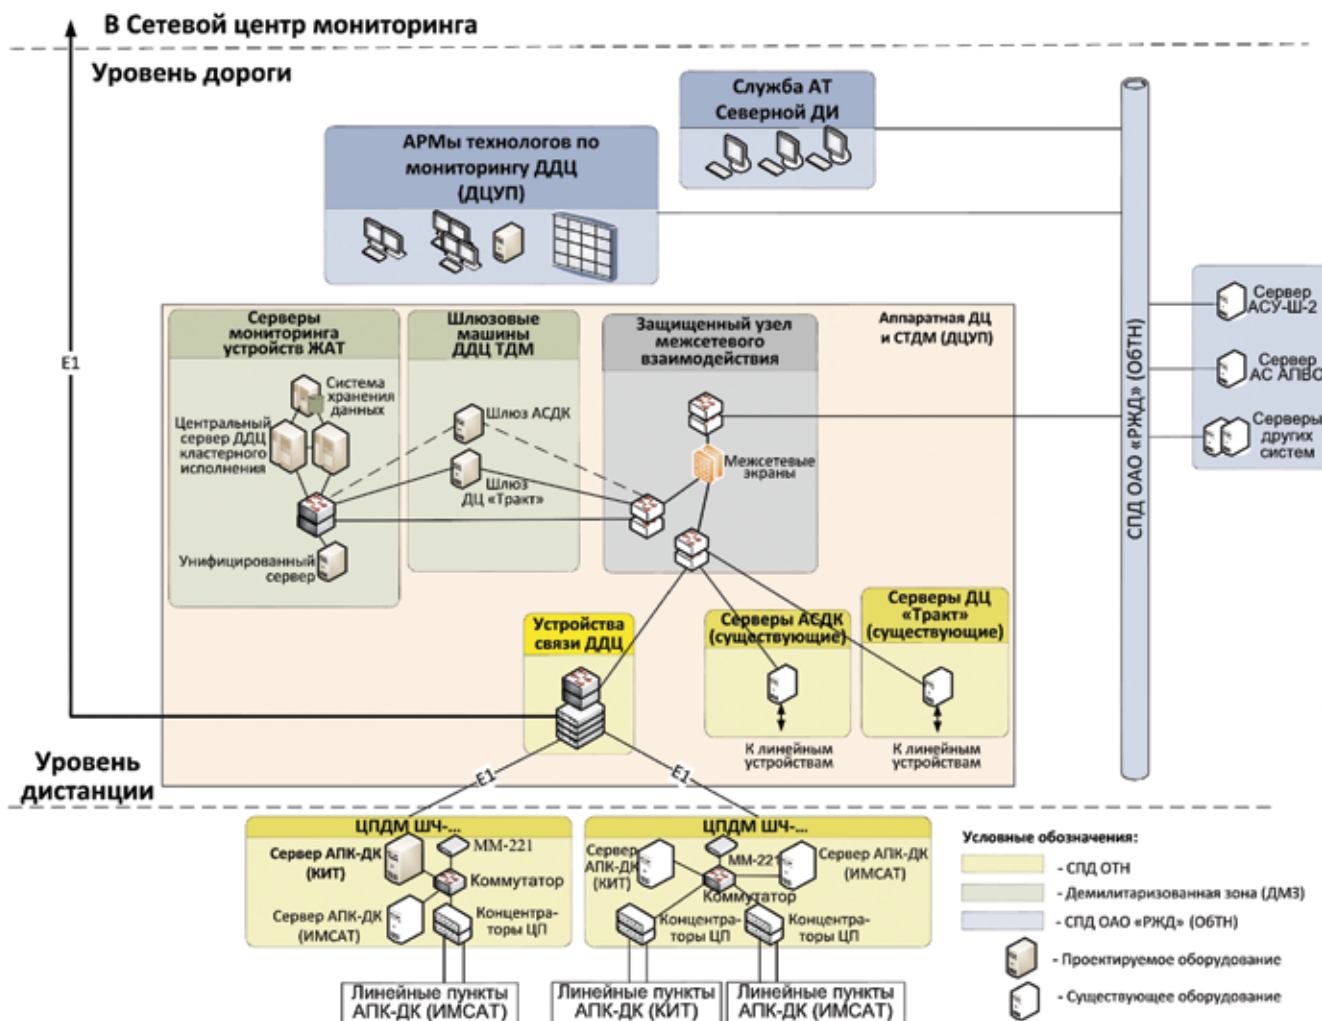 В Сетевой центр мониторинга
Уровень дороги
Служба АТ
Северной ДИ
АРМы технологов по
мониторингу ДДЦ
(ДЦУП)
Серверы
мониторинга
устройств ЖАТ
Шлюзовые
машины
ДДЦ ТДМ
Защищенный узел
межсетевого
взаимодействия
Аппаратная ДЦ
и СТДМ (ДЦУП)
Сервер
АСУ-Ш-2
Сервер
АС АПВО
Серверы
других
систем
СПД ОАО «РЖД» (ОбТН)
E1
Система
хранения
данных
Центральный
сервер ДДЦ
кластерного
исполнения
Шлюз АСДК
Шлюз
ДЦ «Тракт»
Межсетевые
экраны
Унифицированный
сервер
Устройства
связи ДДЦ
Серверы АСДК
(существующие)
Серверы ДЦ
«Тракт»
(существующие)
К линейным
устройствам
К линейным
устройствам
Уровень
дистанции
E1
E1
ЦПДМ ШЧ-...
Сервер АПК-ДК
(КИТ)
ММ-221
Коммутатор
Сервер АПК-ДК
(ИМСАТ)
Концентра-
торы ЦП
ЦПДМ ШЧ-...
Сервер
АПК-ДК
(КИТ)
ММ-221
Сервер АПК-ДК
(ИМСАТ)
Коммутатор
Концентра-
торы ЦП
Концентра-
торы ЦП
Линейные пункты
АПК-ДК (ИМСАТ)
Линейные пункты
АПК-ДК (КИТ)
Линейные пункты
АПК-ДК (ИМСАТ)
Условные обозначения:
- СПД ОТН
- Демилитаризованная зона (ДМЗ)
- СПД ОАО «РЖД» (ОбТН)
- Проектируемое оборудование
- Существующее оборудование